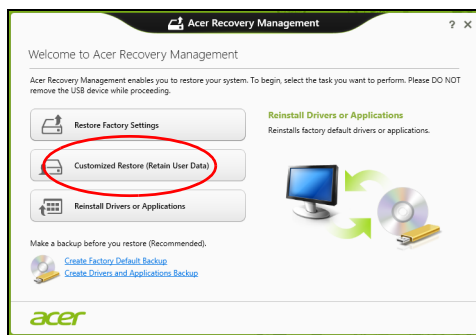 Acer Recovery Management
? X
Welcome to Acer Recovery Management
Acer Recovery Management enables you to restore your system. To begin, select the task you want to perform. Please DO NOT
remove the USB device while proceeding.
Restore Factory Settings
Customized Restore (Retain User Data)
Reinstall Drivers or Applications
Reinstall Drivers or Applications
Reinstalls factory default drivers or applications.
Make a backup before you restore (Recommended).
Create Factory Default Backup
Create Drivers and Applications Backup
acer